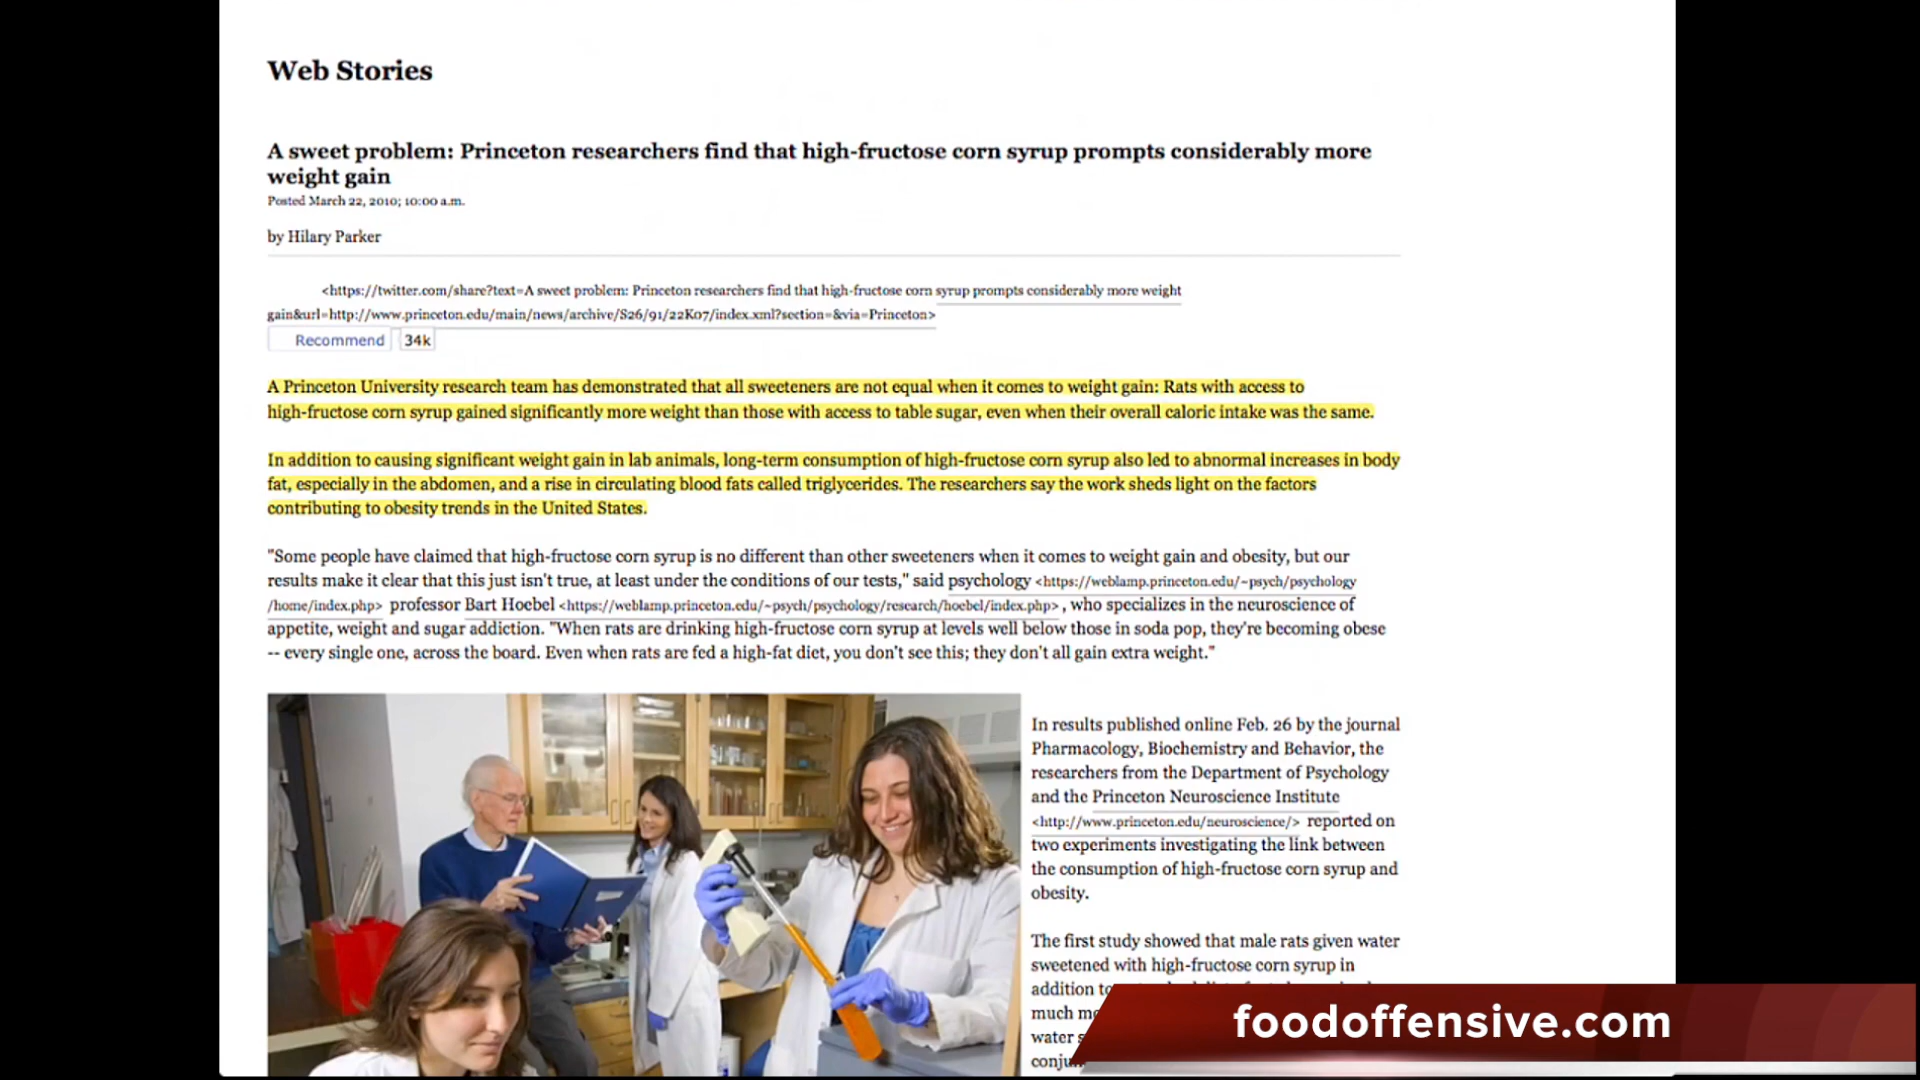 Web Stories
A sweet problem: Princeton researchers find that high-fructose corn syrup prompts considerably more
weight gain
Posted March 22, 2010; 10:00 a.m.
by Hilary Parker
<https://twitter.com/share?text=A sweet problem: Princeton researchers find that high-fructose corn syrup prompts considerably more weight
gain&url=http://www.princeton.edu/main/news/archive/S26/91/22K07/index.xml?section=&via=Princeton>
Recommend 34k
A Princeton University research team has demonstrated that all sweeteners are not equal when it comes to weight gain: Rats with access to
high-fructose corn syrup gained significantly more weight than those with access to table sugar, even when their overall caloric intake was the same.
In addition to causing significant weight gain in lab animals, long-term consumption of high-fructose corn syrup also led to abnormal increases in body
fat, especially in the abdomen, and a rise in circulating blood fats called triglycerides. The researchers say the work sheds light on the factors
contributing to obesity trends in the United States.
"Some people have claimed that high-fructose corn syrup is no different than other sweeteners when it comes to weight gain and obesity, but our
results make it clear that this just isn't true, at least under the conditions of our tests," said psychology <https://weblamp.princeton.edu/~psych/psychology
/home/index.php> professor Bart Hoebel <https://weblamp.princeton.edu/~psych/psychology/research/hoebel/index.php>, who specializes in the neuroscience of
appetite, weight and sugar addiction. "When rats are drinking high-fructose corn syrup at levels well below those in soda pop, they're becoming obese
-- every single one, across the board. Even when rats are fed a high-fat diet, you don't see this; they don't all gain extra weight."
In results published online Feb. 26 by the journal
Pharmacology, Biochemistry and Behavior, the
researchers from the Department of Psychology
and the Princeton Neuroscience Institute
<http://www.princeton.edu/neuroscience/> reported on
two experiments investigating the link between
the consumption of high-fructose corn syrup and
obesity.
The first study showed that male rats given water
sweetened with high-fructose corn syrup in
addition
much
water
foodoffensive.com